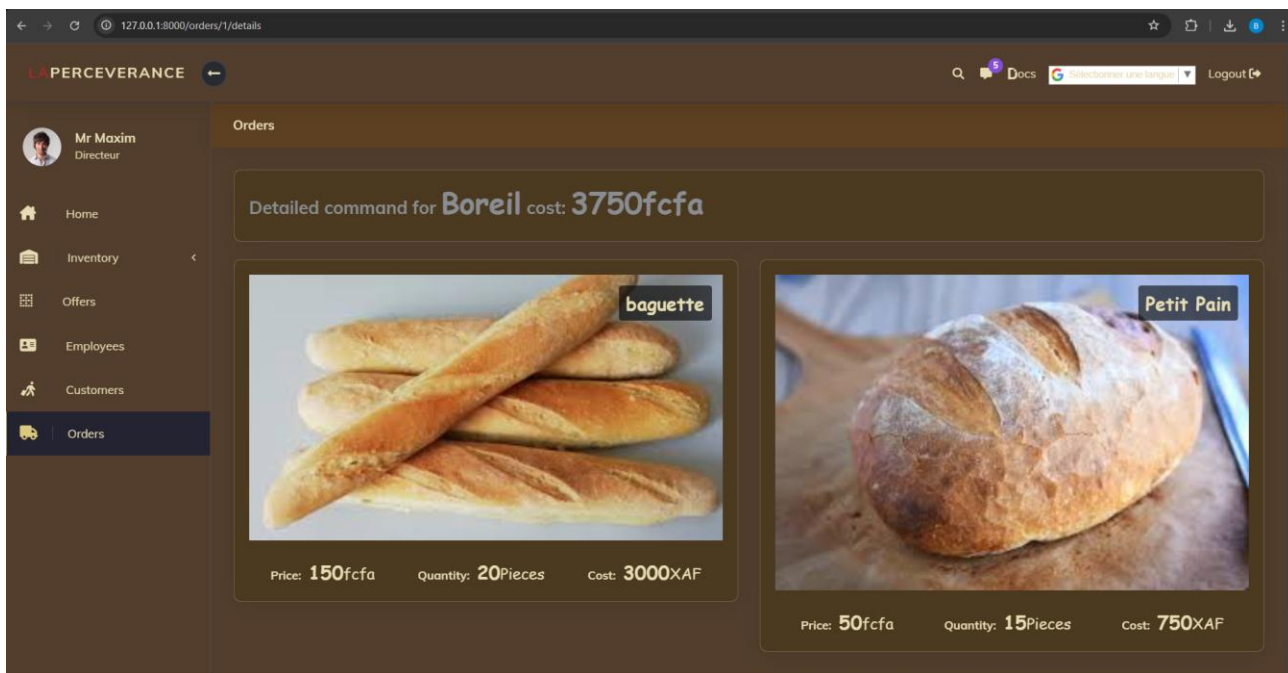 127.0.0.1:8000/orders/1/details
B
LAPERCEVERANCE
5
Docs
G Sélectionner une langue ▼
Logout
Mr Maxim
Directeur
Home
Inventory
Offers
Employees
Customers
Orders
Orders
Detailed command for Boreil cost: 3750fcfa
baguette
Price: 150fcfa Quantity: 20Pieces Cost: 3000XAF
Petit Pain
Price: 50fcfa Quantity: 15Pieces Cost: 750XAF